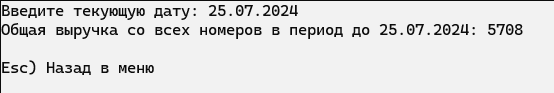 Введите текующую дату: 25.07.2024
Общая выручка со всех номеров в период до 25.07.2024: 5708
Esc) Назад в меню